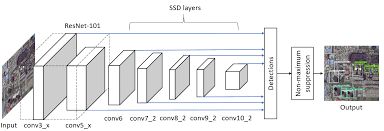 SSD layers
ResNet-101
Detections
Non-maximum
suppression
Input
conv3_x
conv5_x
conv6
conv7_2
conv8_2
conv9_2
conv10_2
Output